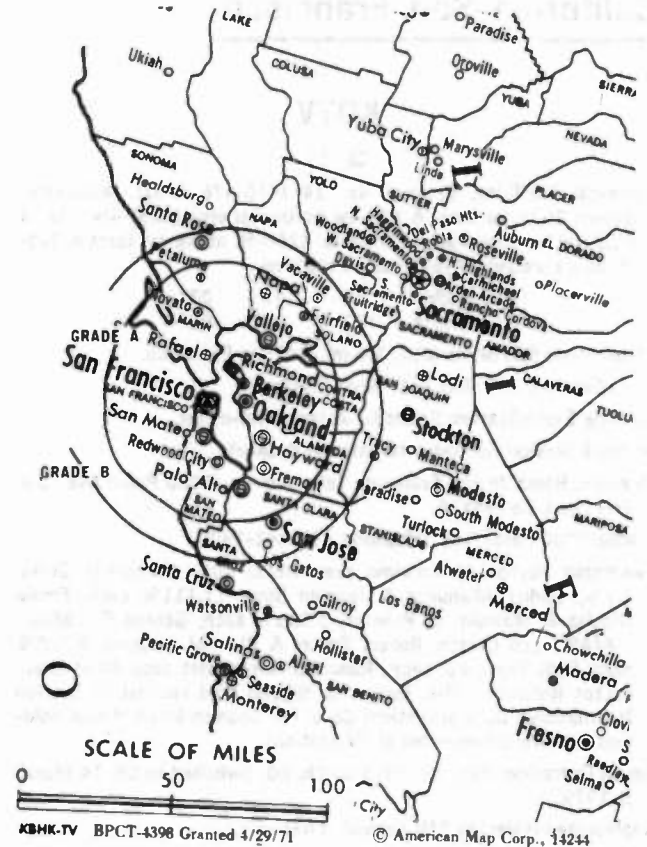 LAKE
Paradise
Ukiah
COLUSA
Oroville
SIERRA
YUBA
Yuba City
Marysville
NEVADA
Linda
SONOMA
YOLO
SUTTER
PLACER
Healdsburg
Santa Rosa
NAPA
Woodland
Hagginwood
Del Paso Hts.
Robla
Roseville
Auburn
EL DORADO
Petaluma
Vacaville
Davis
W. Sacramento
N. Highlands
Carmichael
Arden-Arcade
Rancho Cordova
Placerville
Napa
S. Sacramento-Fruitridge
Sacramento
Novato
MARIN
Fairfield
SOLANO
Vallejo
SACRAMENTO
AMADOR
GRADE A
Rafael
Richmond
CONTRA COSTA
SAN JOAQUIN
Lodi
CALAVERAS
San Francisco
SAN FRANCISCO
Berkeley
Oakland
Stockton
TUOLU
San Mateo
ALAMEDA
Tracy
Manteca
Hayward
Redwood City
Fremont
GRADE B
Palo Alto
Modesto
Paradise
SAN MATEO
SANTA CLARA
South Modesto
MARIPOSA
San Jose
STANISLAUS
Turlock
SANTA CRUZ
MERCED
Los Gatos
Atwater
Santa Cruz
Merced
Watsonville
Gilroy
Los Banos
Hollister
Chowchilla
Pacific Grove
Salinas
Alisal
Madera
Seaside
Monterey
SAN BENITO
Clovi
Fresno
Reedley
Selma
SCALE OF MILES
0 50 100
City
KBHK-TV BPCT-4398 Granted 4/29/71 © American Map Corp., 14244